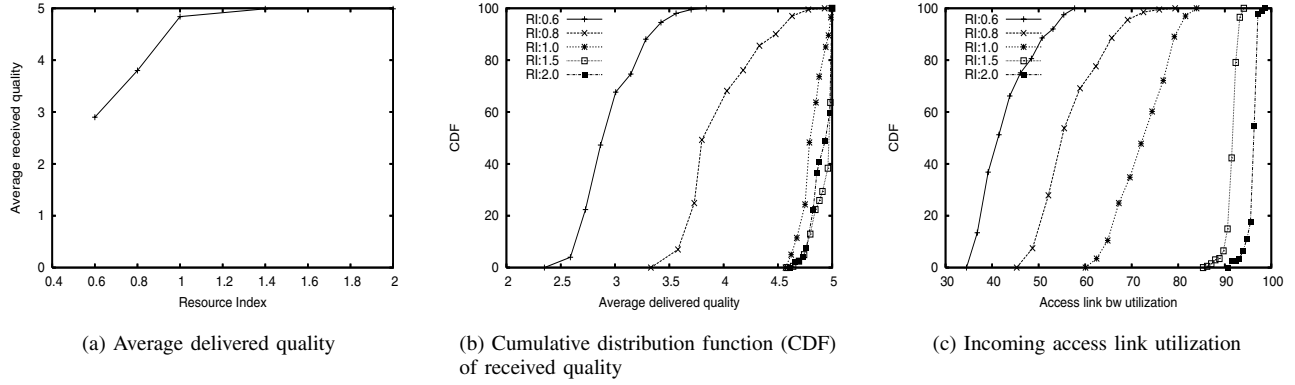 5
4
3
2
1
0
Average received quality
0.4 0.6 0.8 1 1.2 1.4 1.6 1.8 2
Resource Index
(a) Average delivered quality
100
80
60
40
20
0
CDF
RI:0.6
RI:0.8
RI:1.0
RI:1.5
RI:2.0
2 2.5 3 3.5 4 4.5 5
Average delivered quality
(b) Cumulative distribution function (CDF)
of received quality
100
80
60
40
20
0
CDF
RI:0.6
RI:0.8
RI:1.0
RI:1.5
RI:2.0
30 40 50 60 70 80 90 100
Access link bw utilization
(c) Incoming access link utilization